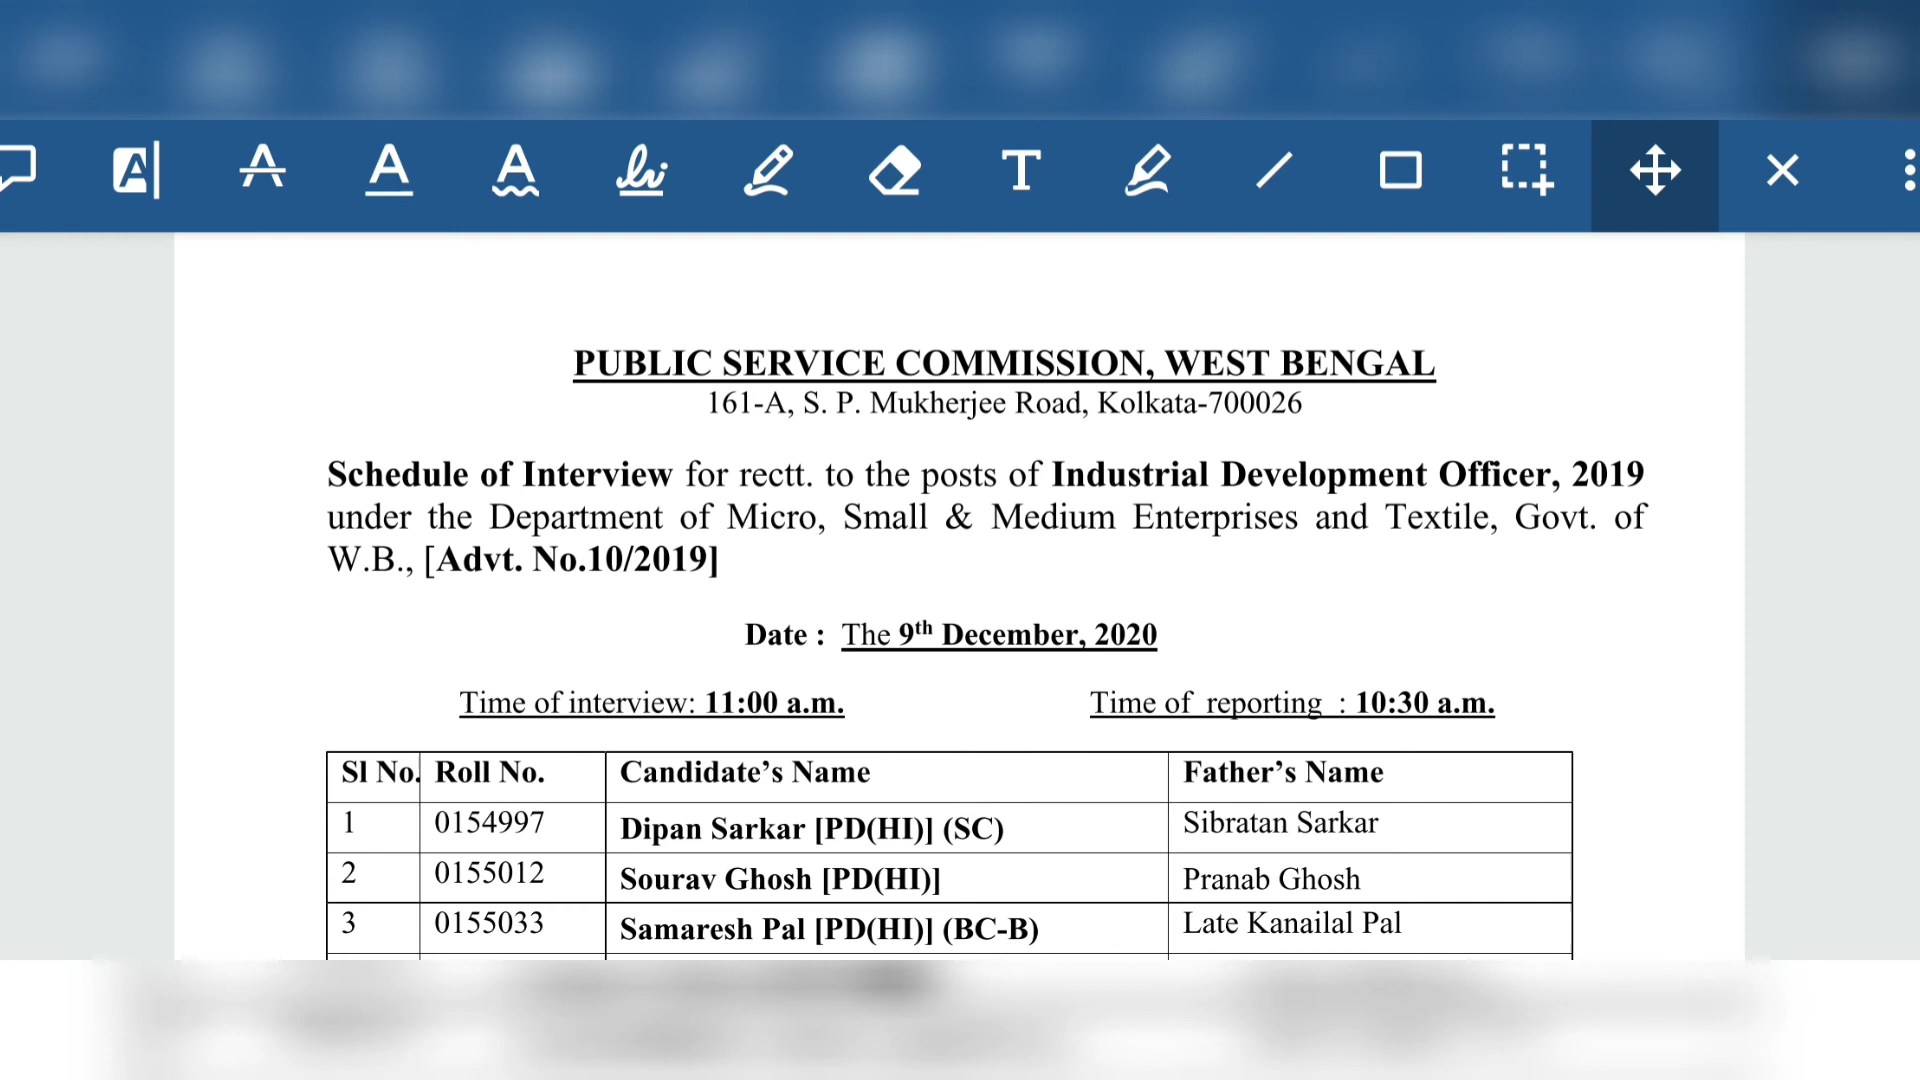 PUBLIC SERVICE COMMISSION, WEST BENGAL
161-A, S. P. Mukherjee Road, Kolkata-700026
Schedule of Interview for rectt. to the posts of Industrial Development Officer, 2019
under the Department of Micro, Small & Medium Enterprises and Textile, Govt. of
W.B., [Advt. No.10/2019]
Date : The 9th December, 2020
Time of interview: 11:00 a.m. Time of reporting : 10:30 a.m.
Sl No. Roll No. Candidate’s Name Father’s Name
1 0154997 Dipan Sarkar [PD(HI)] (SC) Sibratan Sarkar
2 0155012 Sourav Ghosh [PD(HI)] Pranab Ghosh
3 0155033 Samaresh Pal [PD(HI)] (BC-B) Late Kanailal Pal